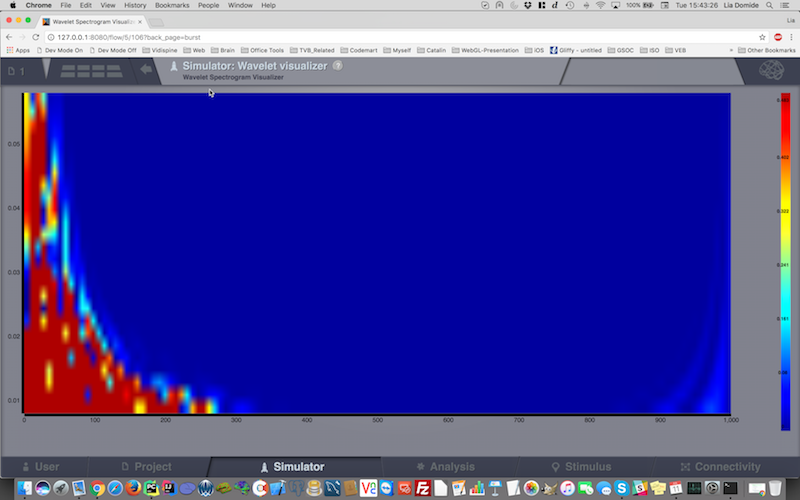 Chrome File Edit View History Bookmarks People Window Help 100% Tue 15:43:26 Lia Domide
Wavelet Spectrogram Visualiz Lia
127.0.0.1:8080/flow/5/106?back_page=burst
Apps Dev Mode On Dev Mode Off Vidispine Web Brain Office Tools TVB_Related Codemart Myself Catalin WebGL-Presentation iOS Gliffy - untitled GSOC ISO VEB » Other Bookmarks
1 Simulator: Wavelet visualizer ?
Wavelet Spectrogram Visualizer
0.05
0.04
0.03
0.02
0.01
0 100 200 300 400 500 600 700 800 900 1,000
0.402
0.322
0.241
0.161
User Project Simulator Analysis Stimulus Connectivity